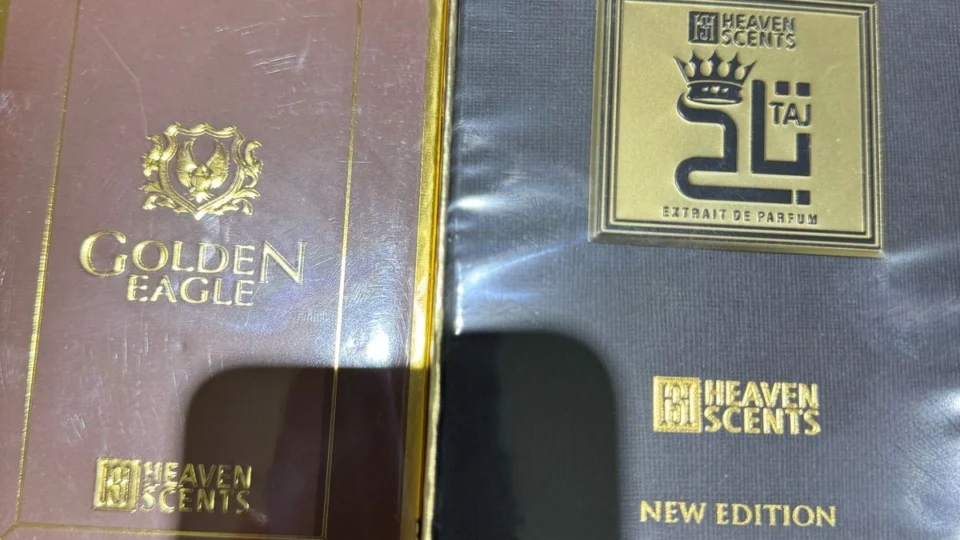 GOLDEN
EAGLE
HEAVEN
SCENTS
HEAVEN
SCENTS
تاج
TAJ
EXTRAIT DE PARFUM
HEAVEN
SCENTS
NEW EDITION